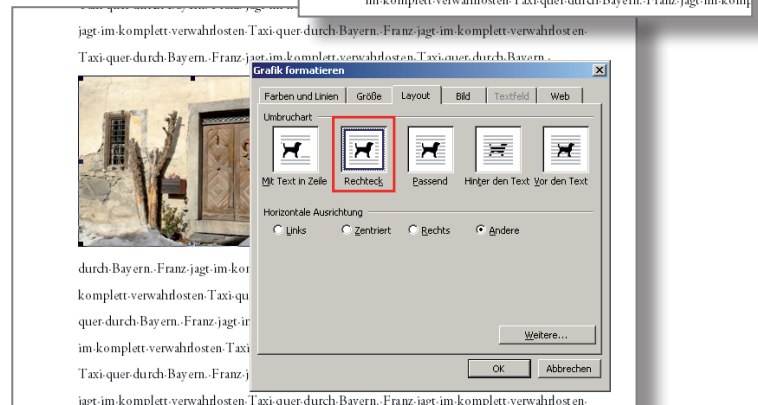 im·komplett·verwahrlosten·Taxi·quer·durch·Bayern.·Franz·jagt·im·komp
jagt·im·komplett·verwahrlosten·Taxi·quer·durch·Bayern.·Franz·jagt·im·komplett·verwahrlosten·
Taxi·quer·durch·Bayern.·Franz·jagt·im·komplett·verwahrlosten·Taxi·quer·durch·Bayern.·
Grafik formatieren
Farben und Linien Größe Layout Bild Textfeld Web
Umbruchart
Mit Text in Zeile Rechteck Passend Hinter den Text Vor den Text
Horizontale Ausrichtung
Links Zentriert Rechts Andere
durch·Bayern.·Franz·jagt·im·kom
komplett·verwahrlosten·Taxi·qu
quer·durch·Bayern.·Franz·jagt·im
im·komplett·verwahrlosten·Taxi
Weitere...
Taxi·quer·durch·Bayern.·Franz·j
OK Abbrechen
jagt·im·komplett·verwahrlosten·Taxi·quer·durch·Bayern.·Franz·jagt·im·komplett·verwahrlosten·